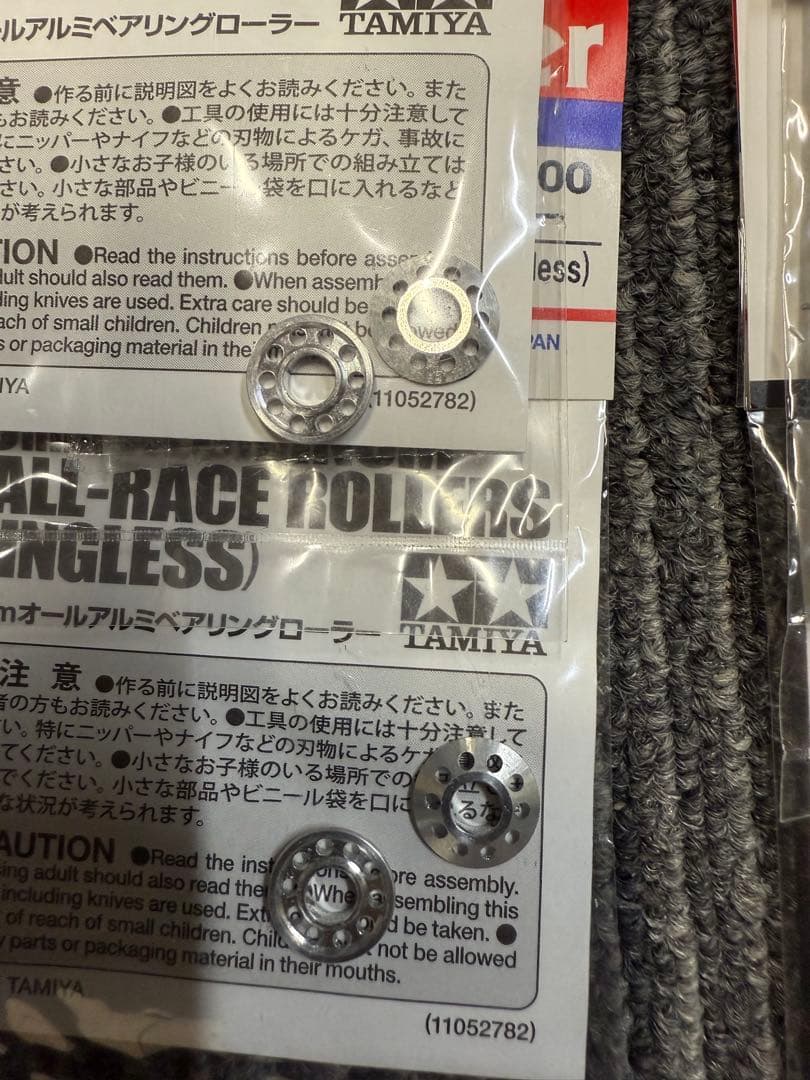 ールアルミベアリングローラー
TAMIYA
er
意 ●作る前に説明図をよくお読みください。また
もお読みください。●工具の使用には十分注意して
にニッパーやナイフなどの刃物によるケガ、事故に
さい。●小さなお子様のいる場所での組み立ては
さい。小さな部品やビニール袋を口に入れるなど
が考えられます。
00
less)
PAN
TION ●Read the instructions before
dult should also read them. ●When
ding knives are used. Extra care should be
each of small children. Children
s or packaging material in
IYA
(11052782)
ALL-RACE ROLLERS
INGLESS)
mオールアルミベアリングローラー
TAMIYA
注意 ●作る前に説明図をよくお読みください。また
者の方もお読みください。●工具の使用には十分注意して
い。特にニッパーやナイフなどの刃物によるケガ
てください。●小さなお子様のいる場所での
でください。小さな部品やビニール袋を口に るな
な状況が考えられます。
AUTION ●Read the ore assembly.
sing adult should also read When sembling this
including knives are used. d be taken. ●
of reach of small children. not be allowed
y parts or packaging material in their mouths.
TAMIYA
(11052782)